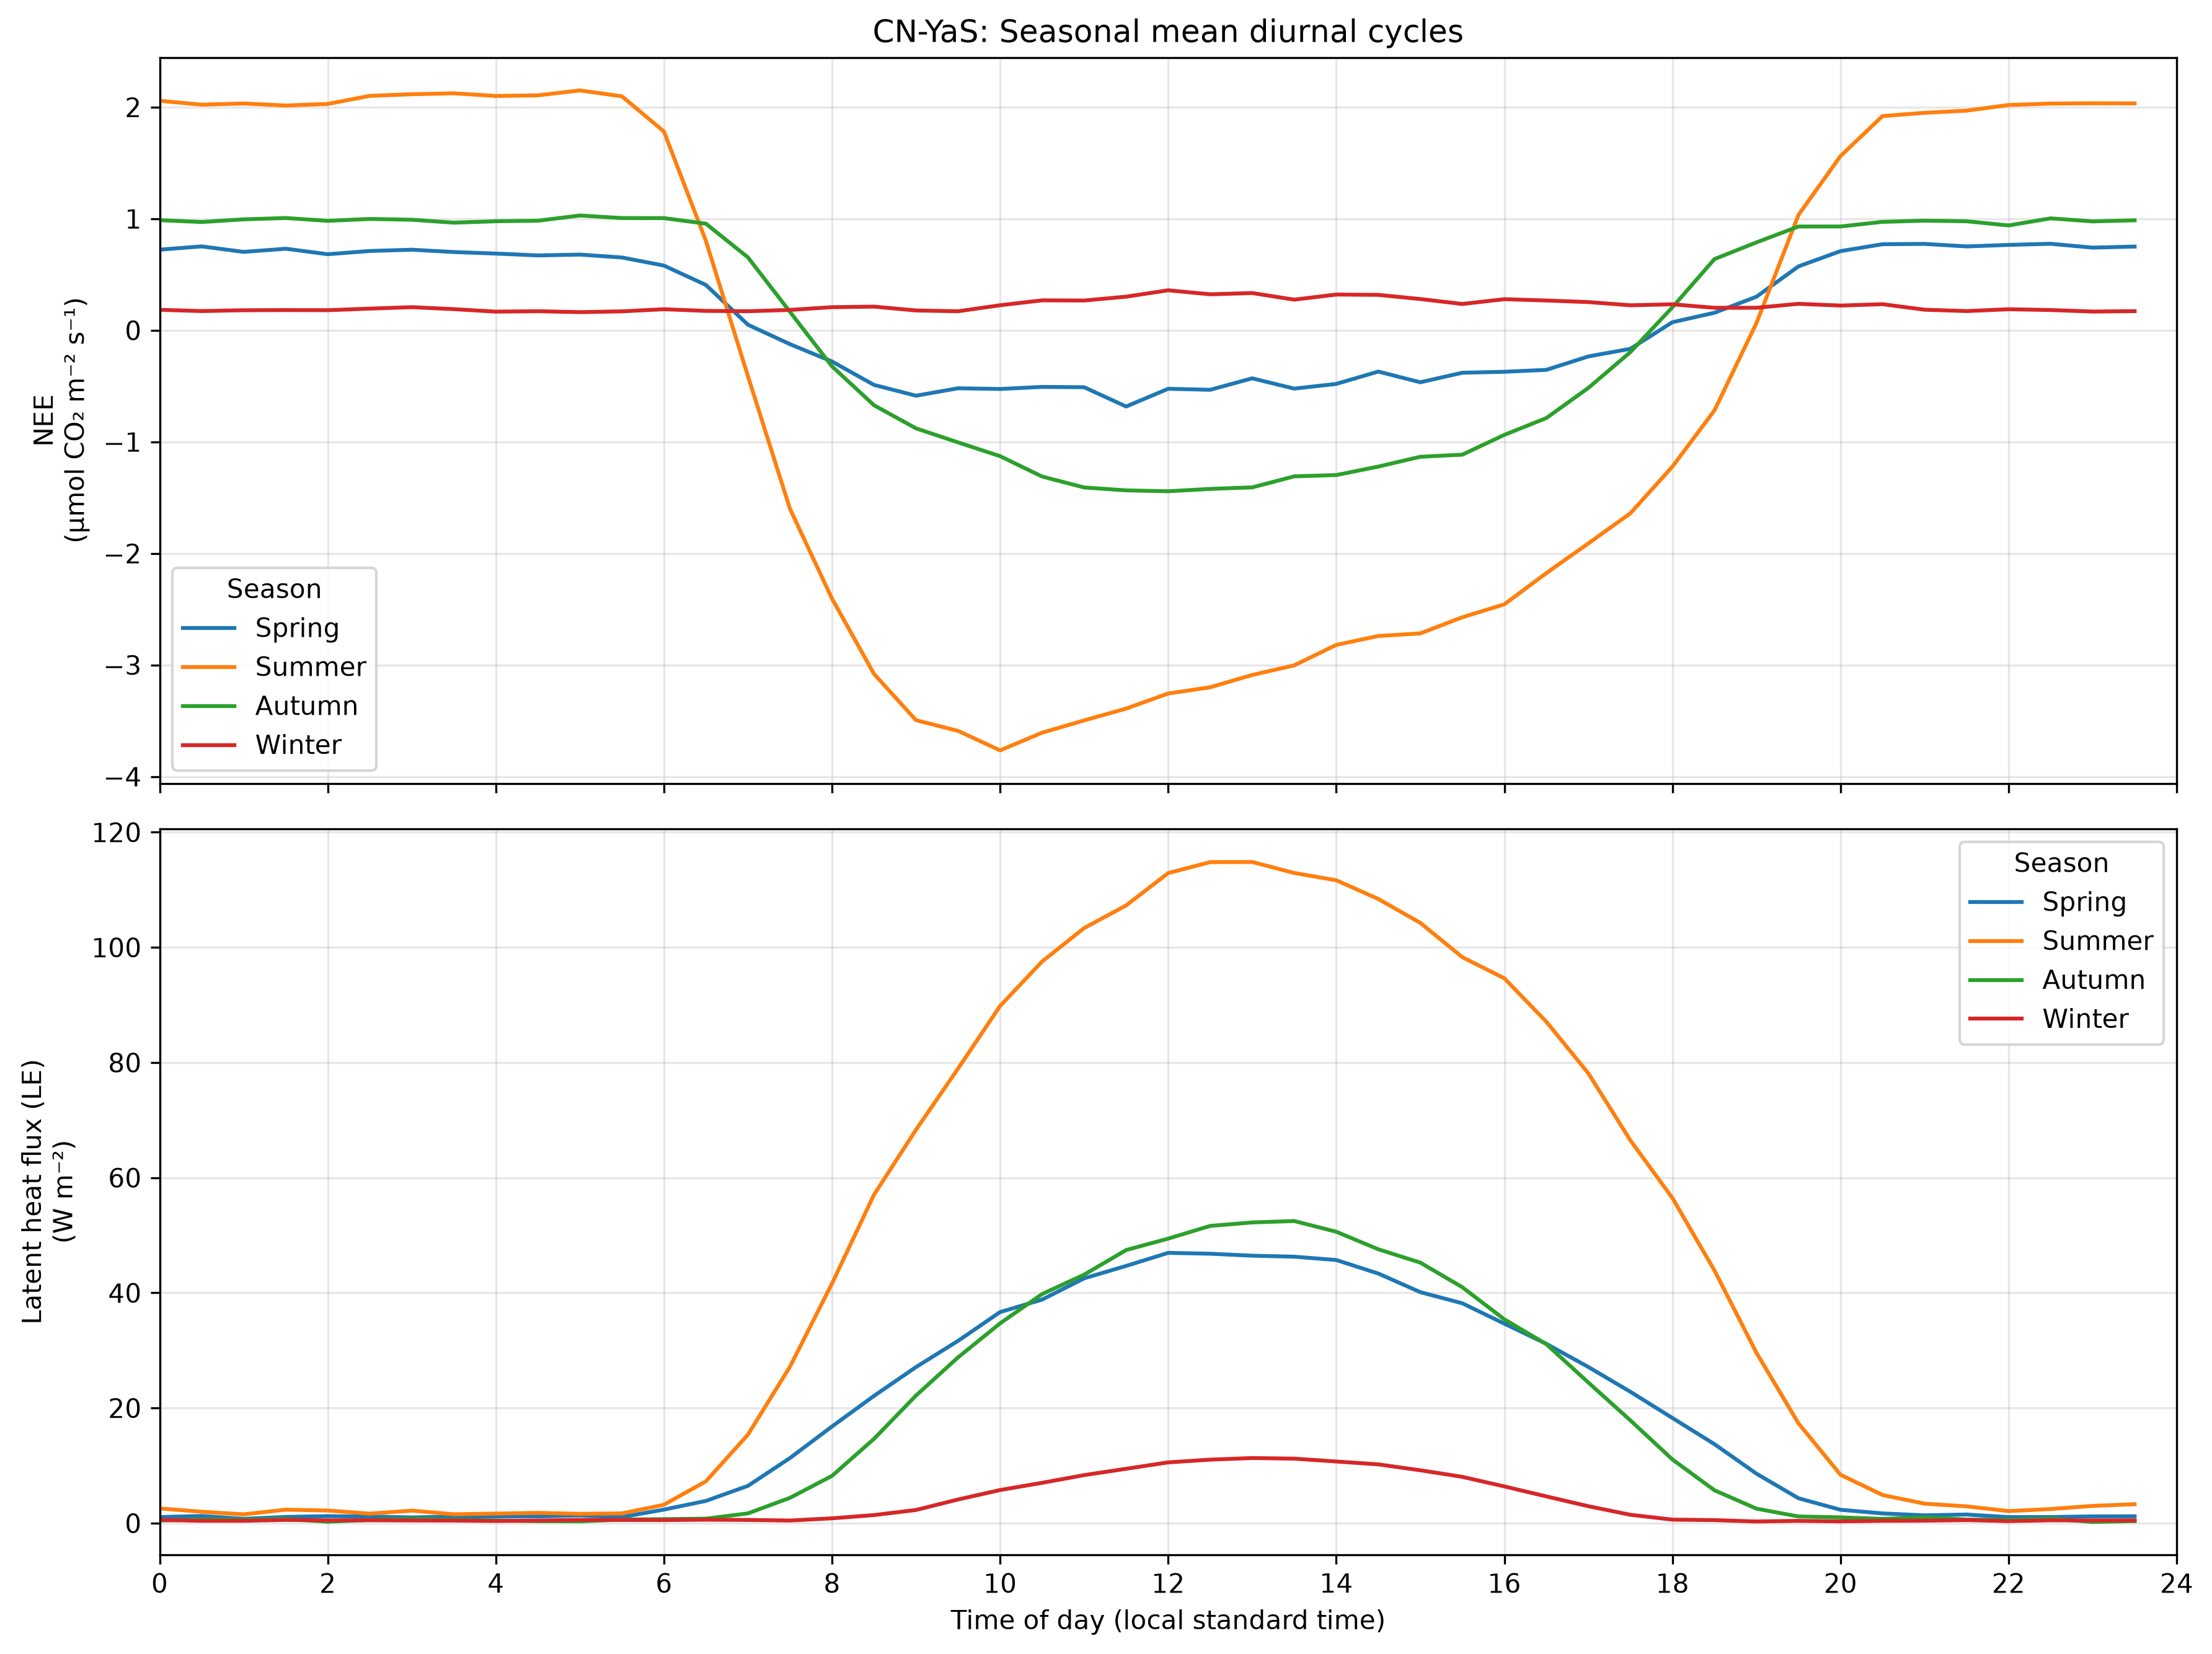 CN-YaS: Seasonal mean diurnal cycles
NEE
(µmol CO₂ m⁻² s⁻¹)
2
1
0
−1
−2
−3
−4
Season
Spring
Summer
Autumn
Winter
Latent heat flux (LE)
(W m⁻²)
120
100
80
60
40
20
0
Season
Spring
Summer
Autumn
Winter
0 2 4 6 8 10 12 14 16 18 20 22 24
Time of day (local standard time)